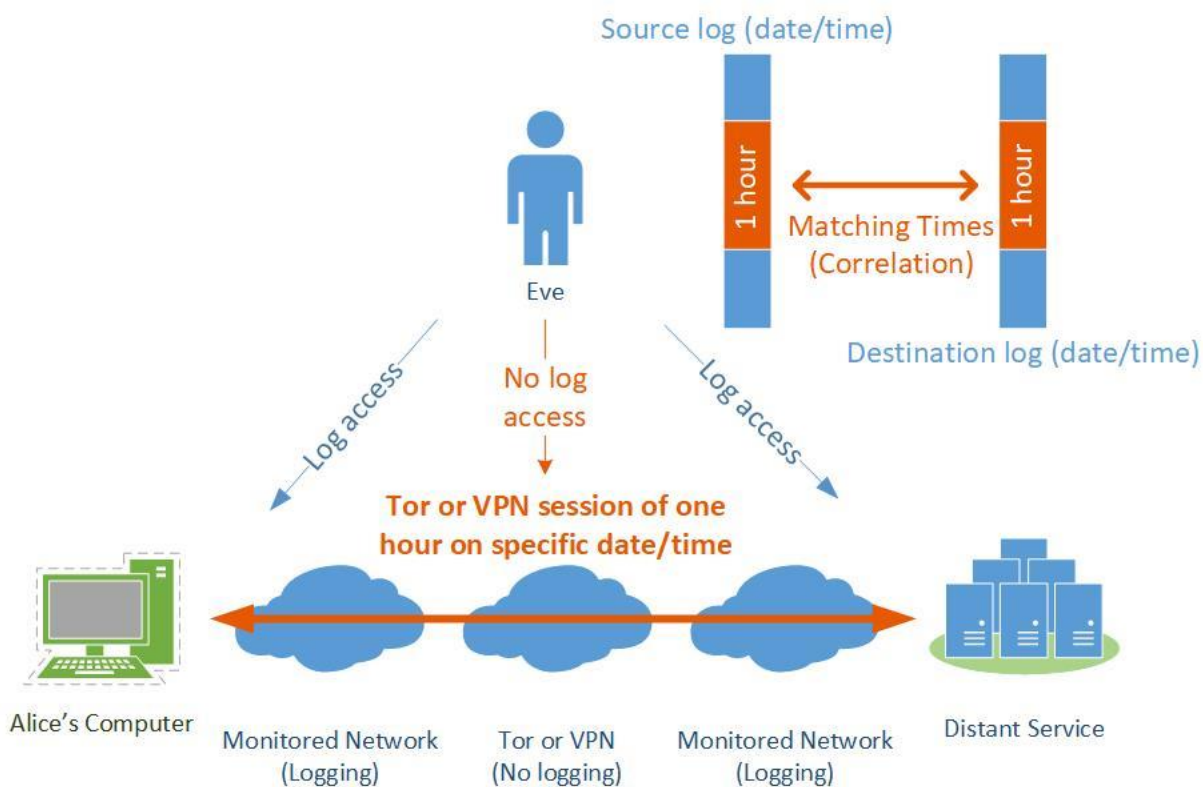 Source log (date/time)
1 hour
1 hour
Matching Times
(Correlation)
Destination log (date/time)
Eve
Log access
No log
access
Log access
Tor or VPN session of one
hour on specific date/time
Alice's Computer
Monitored Network
(Logging)
Tor or VPN
(No logging)
Monitored Network
(Logging)
Distant Service